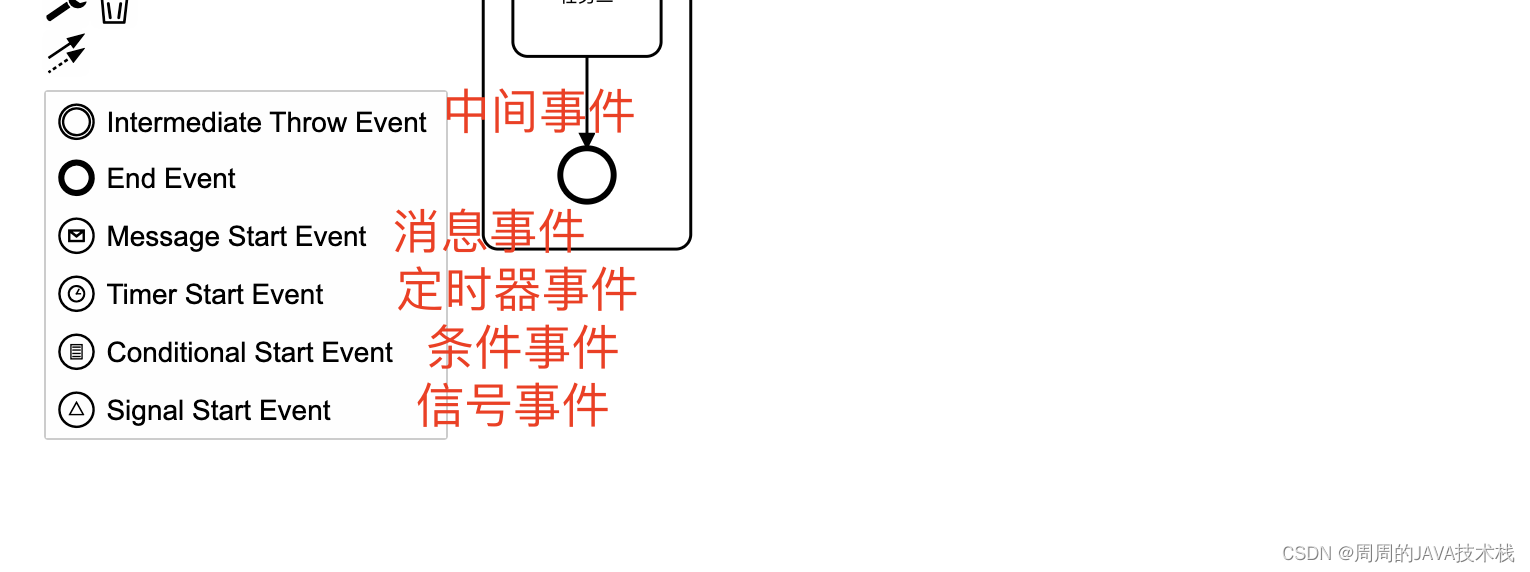 Intermediate Throw Event 中间事件
End Event
Message Start Event 消息事件
Timer Start Event 定时器事件
Conditional Start Event 条件事件
Signal Start Event 信号事件
CSDN @周周的JAVA技术栈